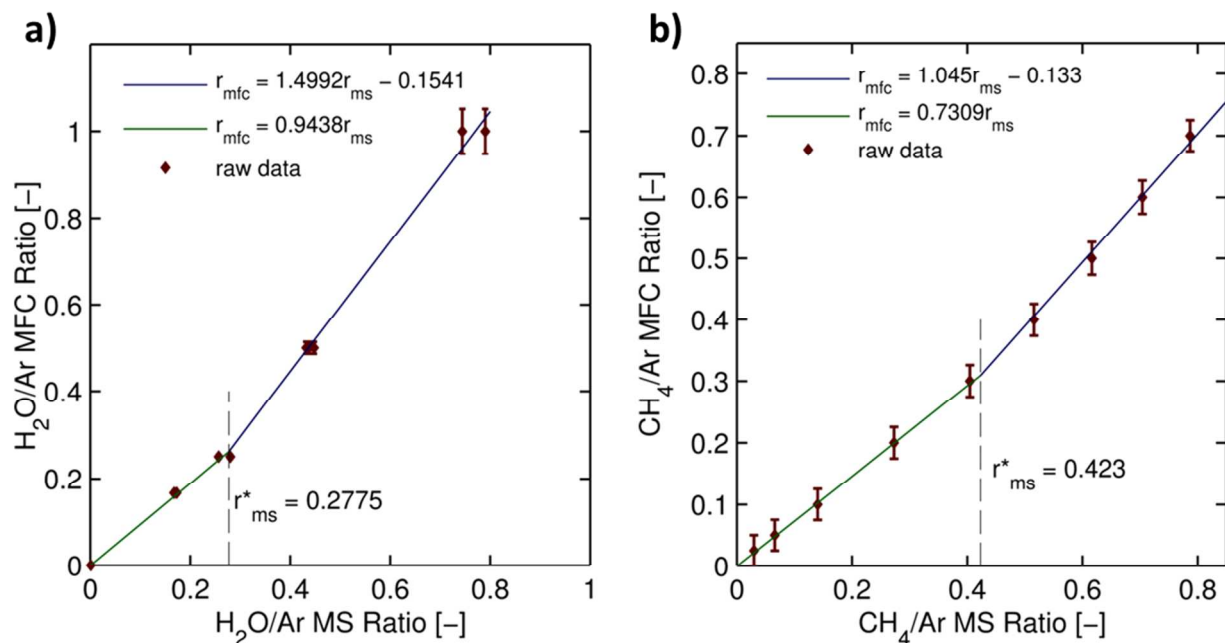 a)
r_mfc = 1.4992r_ms − 0.1541
r_mfc = 0.9438r_ms
raw data
H₂O/Ar MFC Ratio [−]
1
0.8
0.6
0.4
0.2
0
r*_ms = 0.2775
0 0.2 0.4 0.6 0.8 1
H₂O/Ar MS Ratio [−]
b)
r_mfc = 1.045r_ms − 0.133
r_mfc = 0.7309r_ms
raw data
CH₄/Ar MFC Ratio [−]
0.8
0.7
0.6
0.5
0.4
0.3
0.2
0.1
0
r*_ms = 0.423
0 0.2 0.4 0.6 0.8
CH₄/Ar MS Ratio [−]